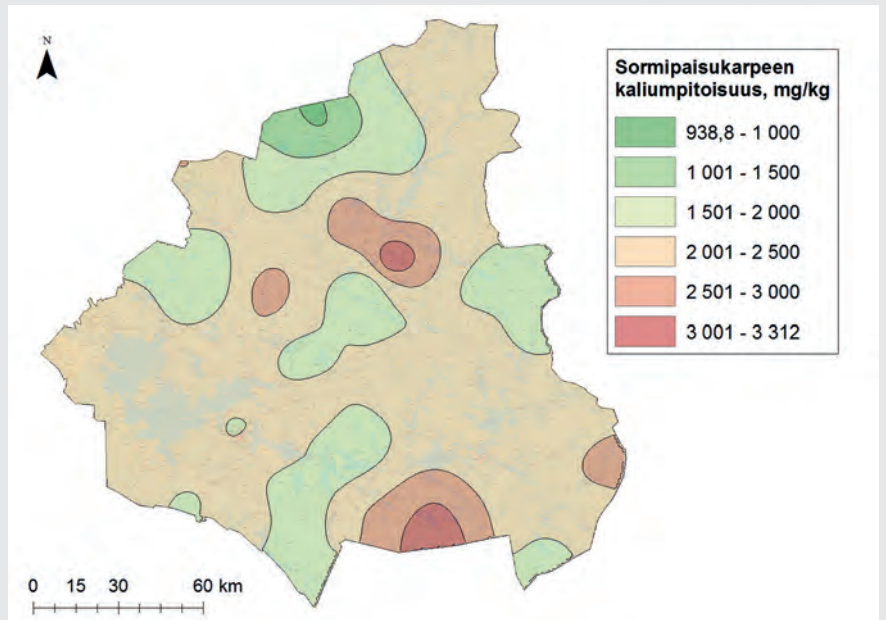 N
Sormipaisukarpeen
kaliumpitoisuus, mg/kg
938,8 - 1 000
1 001 - 1 500
1 501 - 2 000
2 001 - 2 500
2 501 - 3 000
3 001 - 3 312
0 15 30 60 km